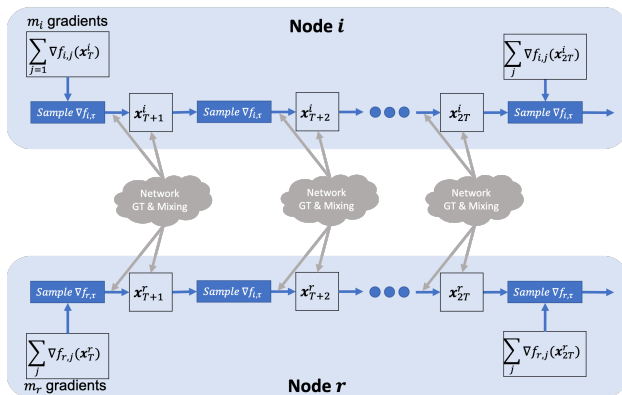 m_i gradients
Node i
∑_{j=1} ∇f_{i,j}(x_T^i)
∑_j ∇f_{i,j}(x_{2T}^i)
Sample ∇f_{i,τ}
x_{T+1}^i
Sample ∇f_{i,τ}
x_{T+2}^i
x_{2T}^i
Sample ∇f_{i,τ}
Network
GT & Mixing
Network
GT & Mixing
Network
GT & Mixing
Sample ∇f_{r,τ}
x_{T+1}^r
Sample ∇f_{i,τ}
x_{T+2}^r
x_{2T}^r
Sample ∇f_{r,τ}
∑_j ∇f_{r,j}(x_T^r)
∑_j ∇f_{r,j}(x_{2T}^r)
m_r gradients
Node r